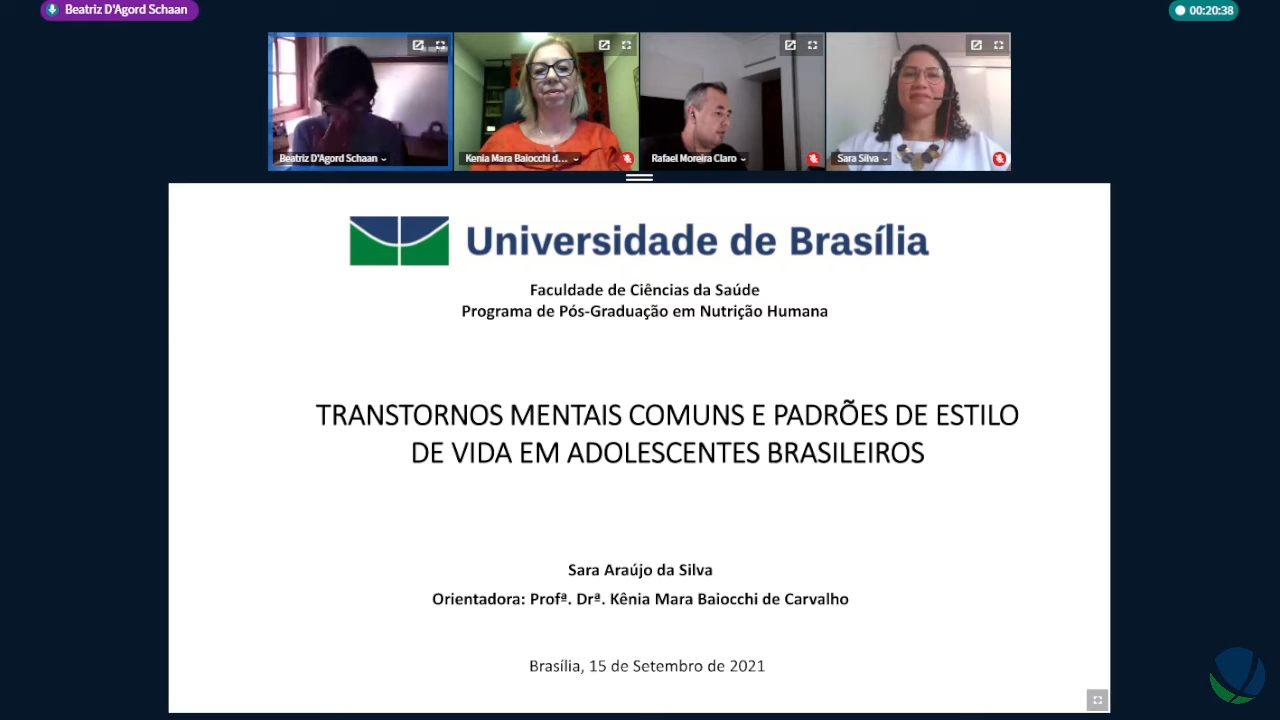 Beatriz D'Agord Schaan
00:20:38
Beatriz D'Agord Schaan
Kenia Mara Baiocchi d...
Rafael Moreira Claro
Sara Silva
Universidade de Brasília
Faculdade de Ciências da Saúde
Programa de Pós-Graduação em Nutrição Humana
TRANSTORNOS MENTAIS COMUNS E PADRÕES DE ESTILO
DE VIDA EM ADOLESCENTES BRASILEIROS
Sara Araújo da Silva
Orientadora: Profª. Drª. Kênia Mara Baiocchi de Carvalho
Brasília, 15 de Setembro de 2021